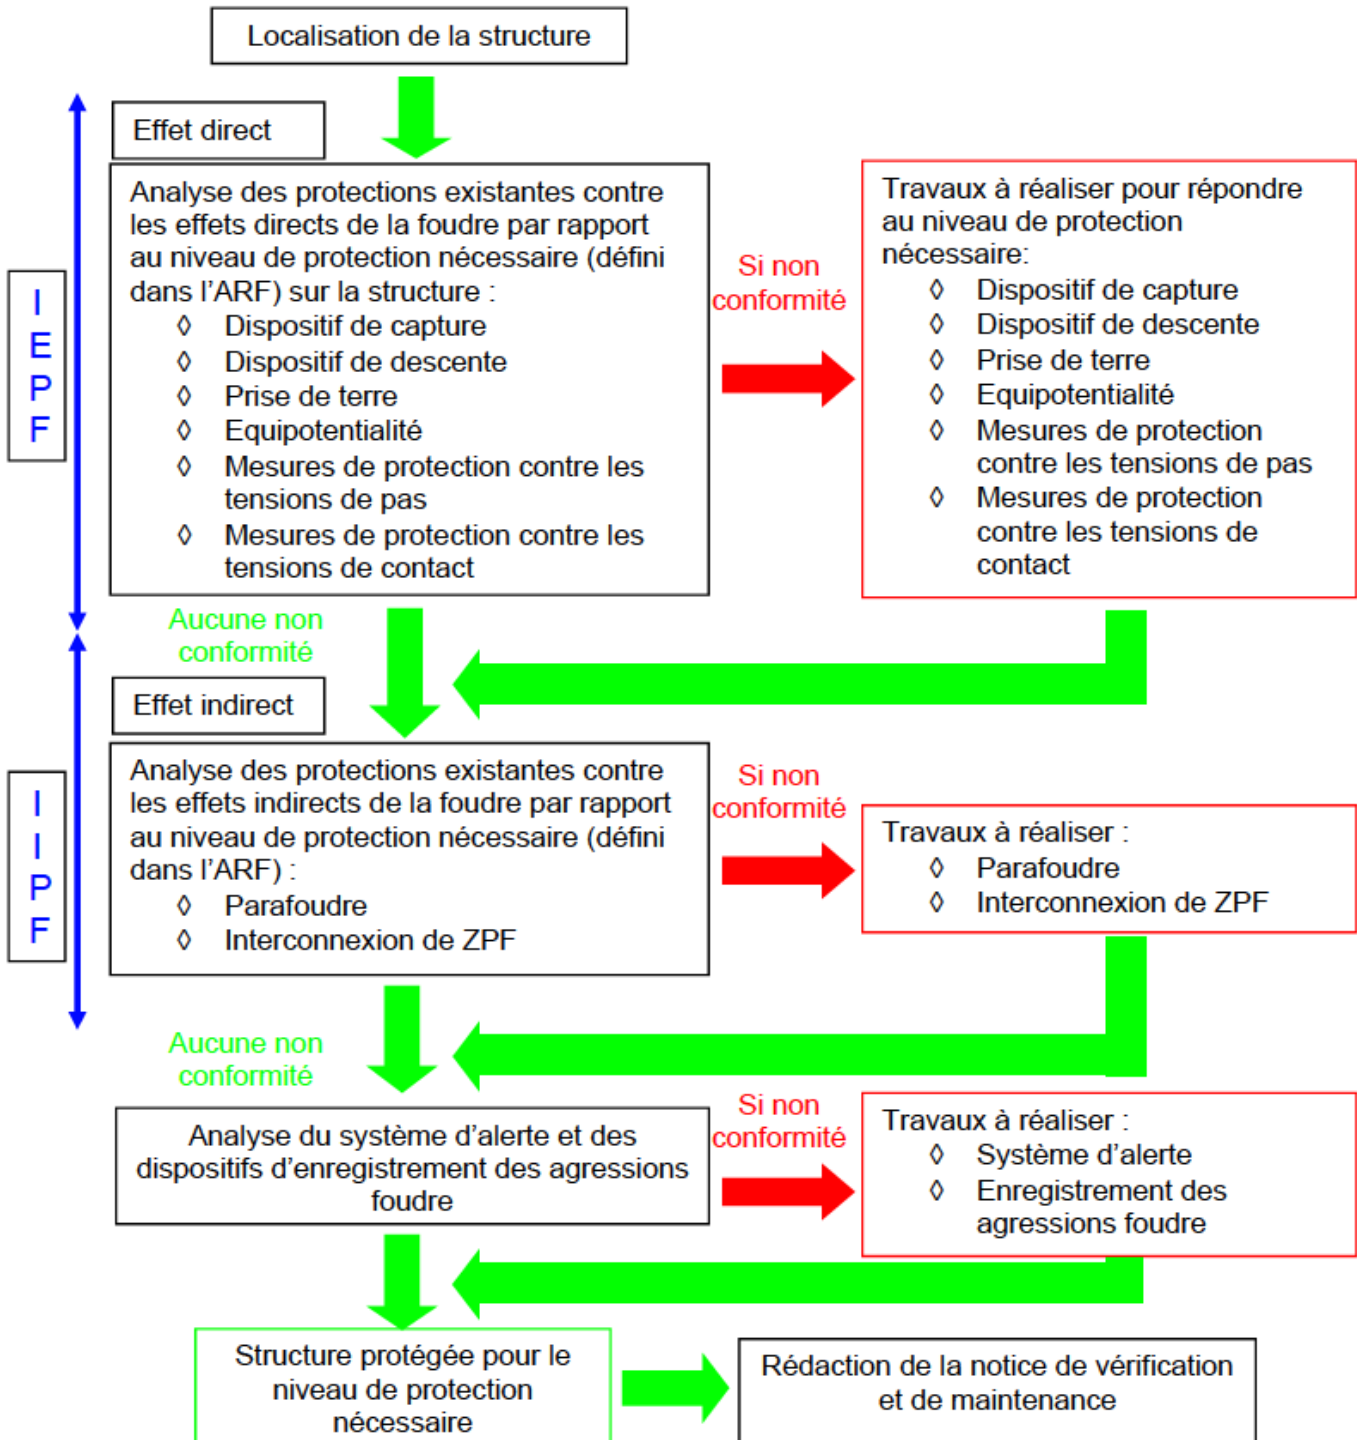 Localisation de la structure
Effet direct
I
E
P
F
Analyse des protections existantes contre
les effets directs de la foudre par rapport
au niveau de protection nécessaire (défini
dans l'ARF) sur la structure :
◊ Dispositif de capture
◊ Dispositif de descente
◊ Prise de terre
◊ Equipotentialité
◊ Mesures de protection contre les
tensions de pas
◊ Mesures de protection contre les
tensions de contact
Si non
conformité
Travaux à réaliser pour répondre
au niveau de protection
nécessaire:
◊ Dispositif de capture
◊ Dispositif de descente
◊ Prise de terre
◊ Equipotentialité
◊ Mesures de protection
contre les tensions de pas
◊ Mesures de protection
contre les tensions de
contact
Aucune non
conformité
Effet indirect
I
I
P
F
Analyse des protections existantes contre
les effets indirects de la foudre par rapport
au niveau de protection nécessaire (défini
dans l'ARF) :
◊ Parafoudre
◊ Interconnexion de ZPF
Si non
conformité
Travaux à réaliser :
◊ Parafoudre
◊ Interconnexion de ZPF
Aucune non
conformité
Analyse du système d'alerte et des
dispositifs d'enregistrement des agressions
foudre
Si non
conformité
Travaux à réaliser :
◊ Système d'alerte
◊ Enregistrement des
agressions foudre
Structure protégée pour le
niveau de protection
nécessaire
Rédaction de la notice de vérification
et de maintenance